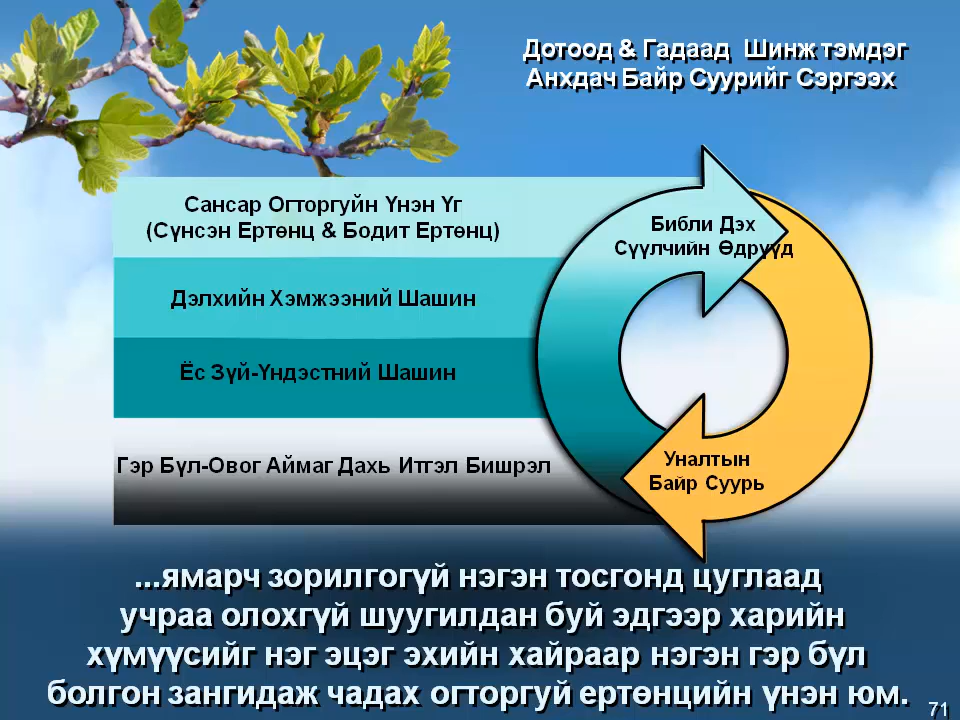 Дотоод & Гадаад Шинж тэмдэг
Анхдач Байр Суурийг Сэргээх
Сансар Огторгуйн Үнэн Үг
(Сүнсэн Ертөнц & Бодит Ертөнц)
Дэлхийн Хэмжээний Шашин
Ёс Зүй-Үндэстний Шашин
Гэр Бүл-Овог Аймаг Дахь Итгэл Бишрэл
Библи Дэх
Сүүлчийн Өдрүүд
Уналтын
Байр Суурь
...ямарч зорилгогүй нэгэн тосгонд цуглаад
учраа олохгүй шуугилдан буй эдгээр харийн
хүмүүсийг нэг эцэг эхийн хайраар нэгэн гэр бүл
болгон зангидаж чадах огторгуй ертөнцийн үнэн юм.
71